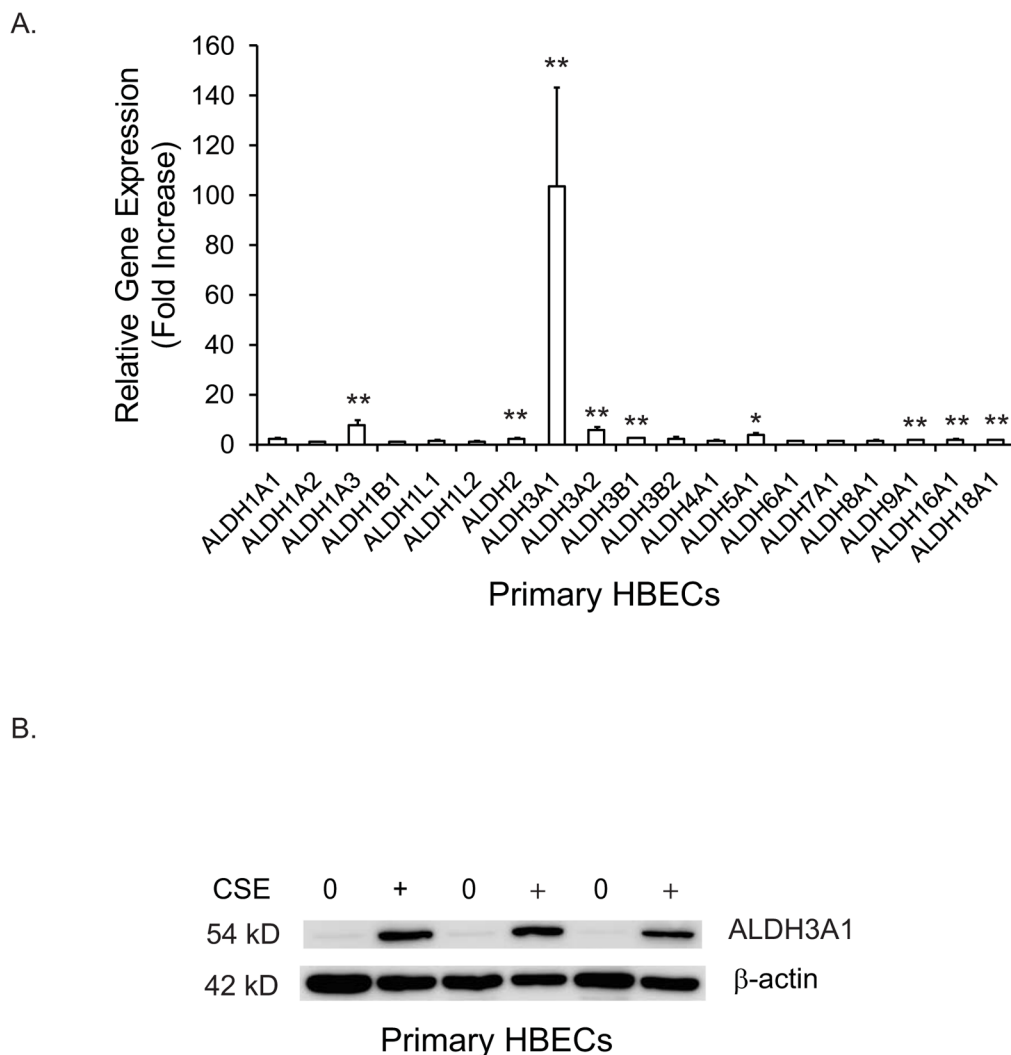 A.
Relative Gene Expression
(Fold Increase)
160
140
120
100
80
60
40
20
0
** ** ** ** ** * ** ** **
ALDH1A1
ALDH1A2
ALDH1A3
ALDH1B1
ALDH1L1
ALDH1L2
ALDH2
ALDH3A1
ALDH3A2
ALDH3B1
ALDH3B2
ALDH4A1
ALDH5A1
ALDH6A1
ALDH7A1
ALDH8A1
ALDH9A1
ALDH16A1
ALDH18A1
Primary HBECs
B.
CSE 0 + 0 + 0 +
54 kD ALDH3A1
42 kD β-actin
Primary HBECs